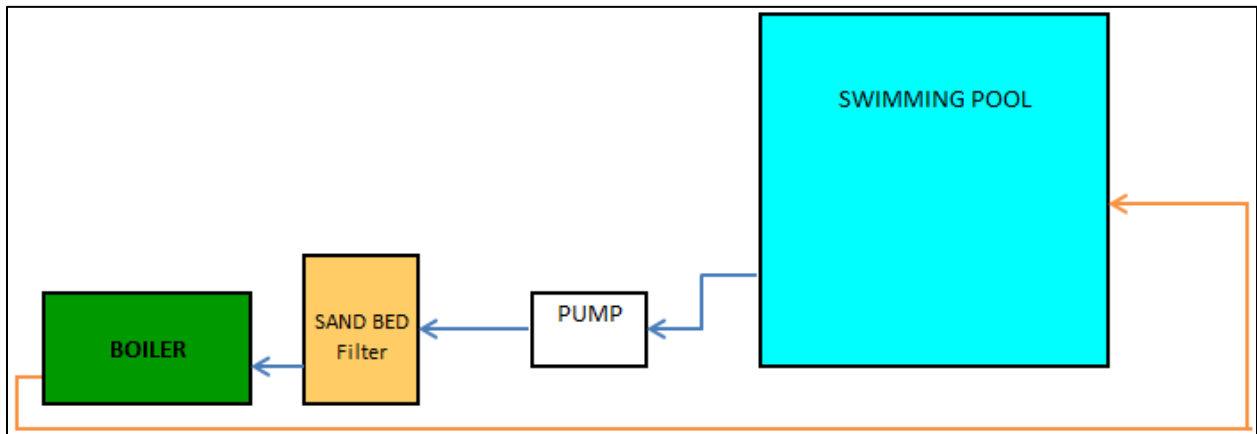 SWIMMING POOL
PUMP
SAND BED
Filter
BOILER